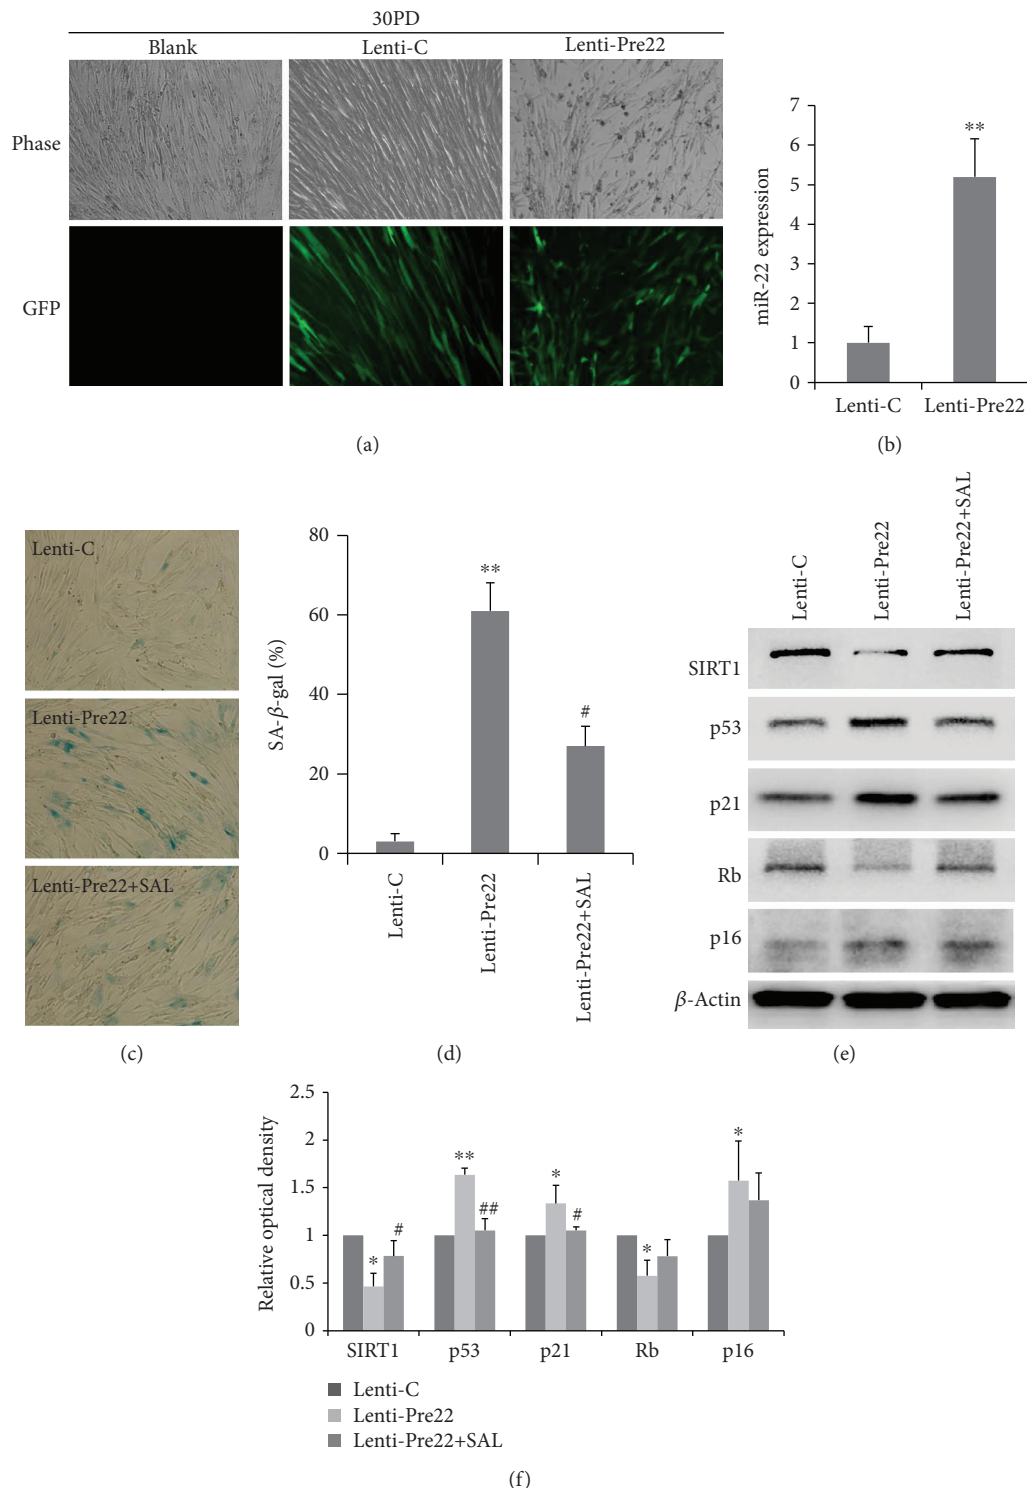 30PD
Blank
Lenti-C
Lenti-Pre22
Phase
GFP
(a)
miR-22 expression
7
6
5
4
3
2
1
0
**
Lenti-C
Lenti-Pre22
(b)
Lenti-C
Lenti-Pre22
Lenti-Pre22+SAL
(c)
SA-β-gal (%)
80
60
40
20
0
**
#
Lenti-C
Lenti-Pre22
Lenti-Pre22+SAL
(d)
Lenti-C
Lenti-Pre22
Lenti-Pre22+SAL
SIRT1
p53
p21
Rb
p16
β-Actin
(e)
Relative optical density
2.5
2
1.5
1
0.5
0
*
#
**
##
*
#
*
*
SIRT1
p53
p21
Rb
p16
Lenti-C
Lenti-Pre22
Lenti-Pre22+SAL
(f)